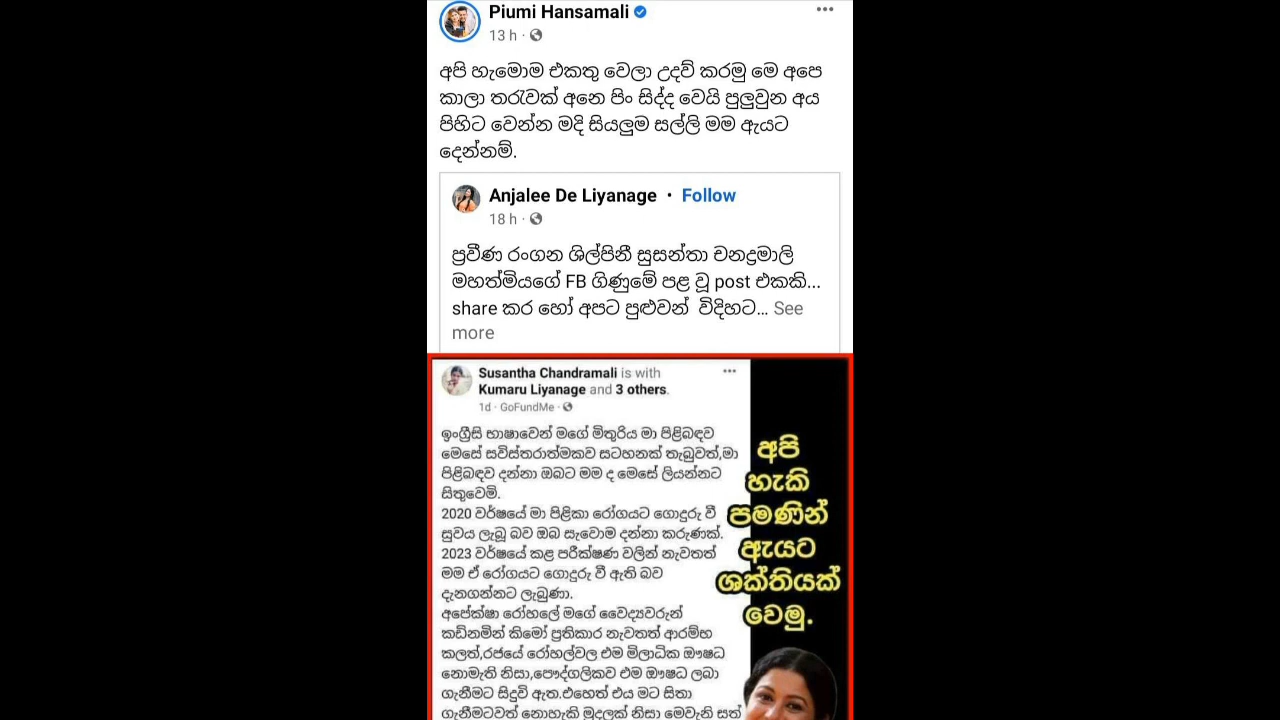 Piumi Hansamali
13 h ·
අපි හැමොම එකතු වෙලා උදව් කරමු මෙ අපෙ
කාලා තරැවක් අනෙ පිං සිද්ද වෙයි පුලුවුන අය
පිහිට වෙන්න මදි සියලුම සල්ලි මම ඇයට
දෙන්නම්.
Anjalee De Liyanage · Follow
18 h ·
ප්‍රවීණ රංගන ශිල්පිනී සුසන්තා චනද්‍රමාලි
මහත්මියගේ FB ගිණුමේ පළ වූ post එකකි...
share කර හෝ අපට පුළුවන් විදිහට... See
more
Susantha Chandramali is with
Kumaru Liyanage and 3 others.
1d · GoFundMe ·
ඉංග්‍රීසි භාෂාවෙන් මගේ මිතුරිය මා පිළිබඳව
මෙසේ සවිස්තරාත්මකව සටහනක් තැබුවත්,මා
පිළිබඳව දන්නා ඔබට මම ද මෙසේ ලියන්නට
සිතුවෙමි.
2020 වර්ෂයේ මා පිළිකා රෝගයට ගොදුරු වී
සුවය ලැබූ බව ඔබ සැවොම දන්නා කරුණක්.
2023 වර්ෂයේ කළ පරීක්ෂණ වලින් නැවතත්
මම ඒ රෝගයට ගොදුරු වී ඇති බව
දැනගන්නට ලැබුණා.
අපේක්ෂා රෝහලේ මගේ වෛද්‍යවරුන්
කඩිනමින් කිමෝ ප්‍රතිකාර නැවතත් ආරම්භ
කලත්,රජයේ රෝහල්වල එම මිලාධික ඖෂධ
නොමැති නිසා,පෞද්ගලිකව එම ඖෂධ ලබා
ගැනීමට සිදුවි ඇත.එහෙත් එය මට සිතා
ගැනීමටවත් නොහැකි මුදලක් නිසා මෙවැනි සත්
අපි
හැකි
පමණින්
ඇයට
ශක්තියක්
වෙමු.